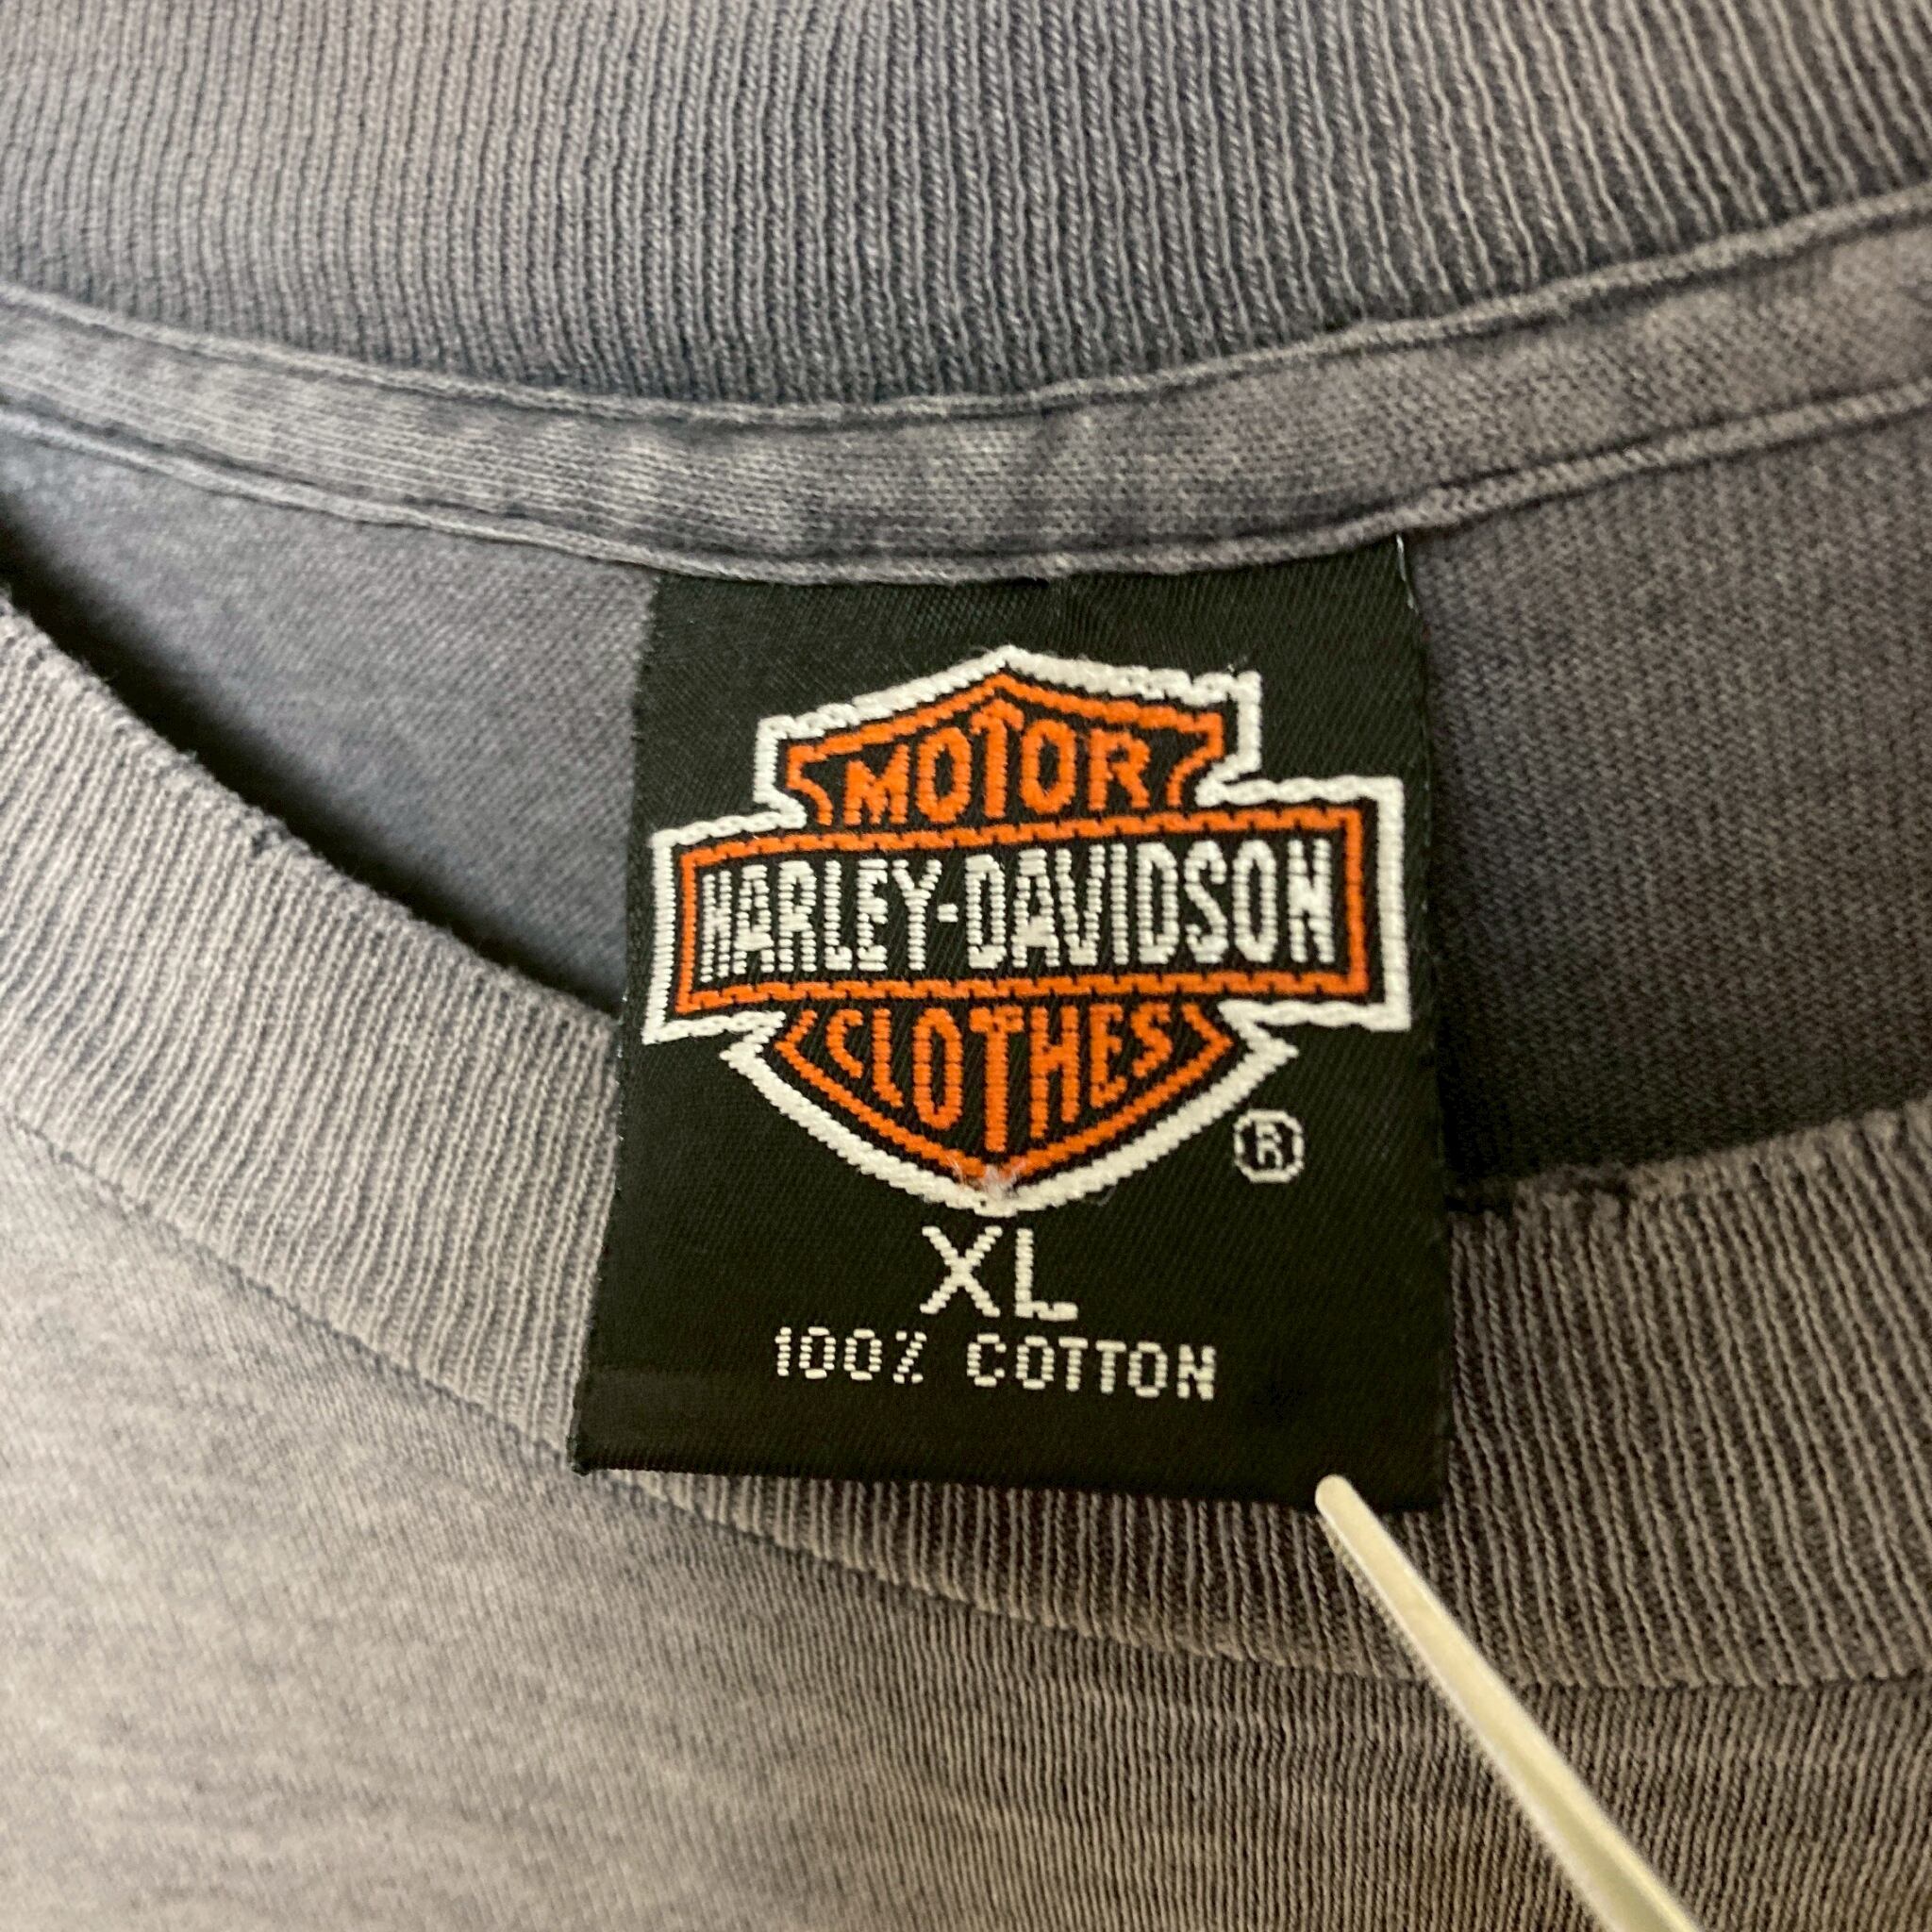 MOTOR
HARLEY-DAVIDSON
CLOTHES
®
XL
100% COTTON